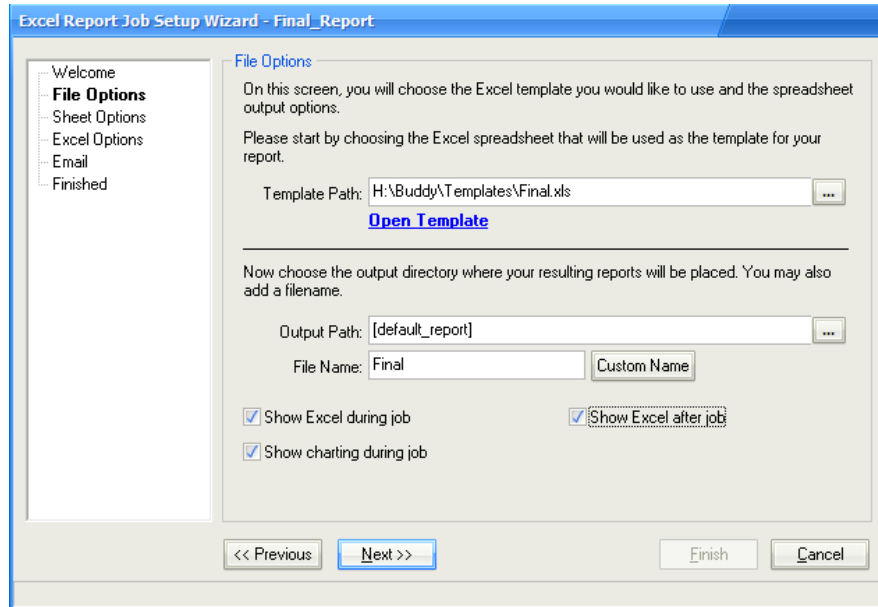 Excel Report Job Setup Wizard - Final_Report
Welcome
File Options
Sheet Options
Excel Options
Email
Finished
File Options
On this screen, you will choose the Excel template you would like to use and the spreadsheet
output options.
Please start by choosing the Excel spreadsheet that will be used as the template for your
report.
Template Path: H:\Buddy\Templates\Final.xls ...
Open Template
Now choose the output directory where your resulting reports will be placed. You may also
add a filename.
Output Path: [default_report] ...
File Name: Final Custom Name
Show Excel during job Show Excel after job
Show charting during job
<< Previous Next >> Finish Cancel